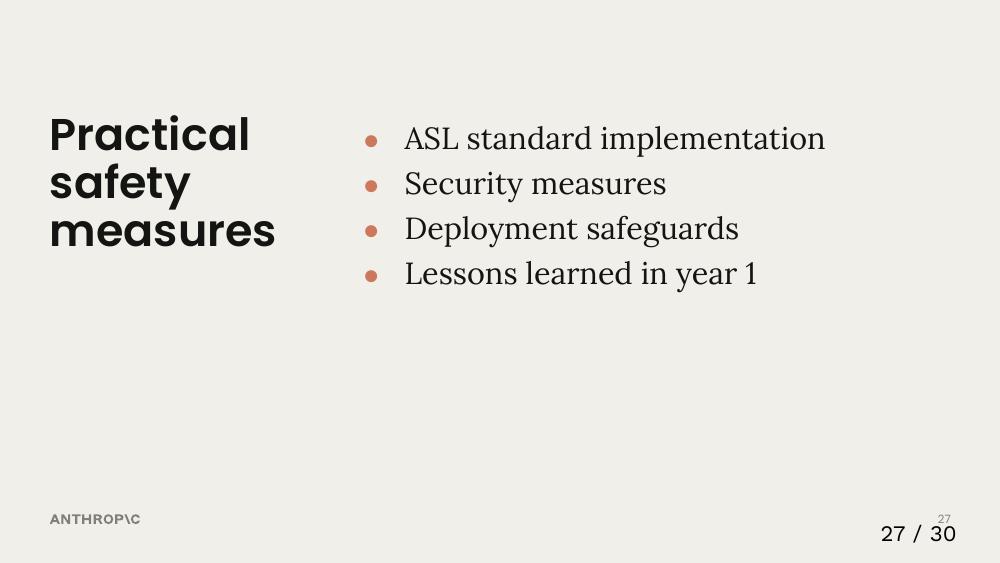 Practical
safety
measures
● ASL standard implementation
● Security measures
● Deployment safeguards
● Lessons learned in year 1
ANTHROP\C
27
27 / 30